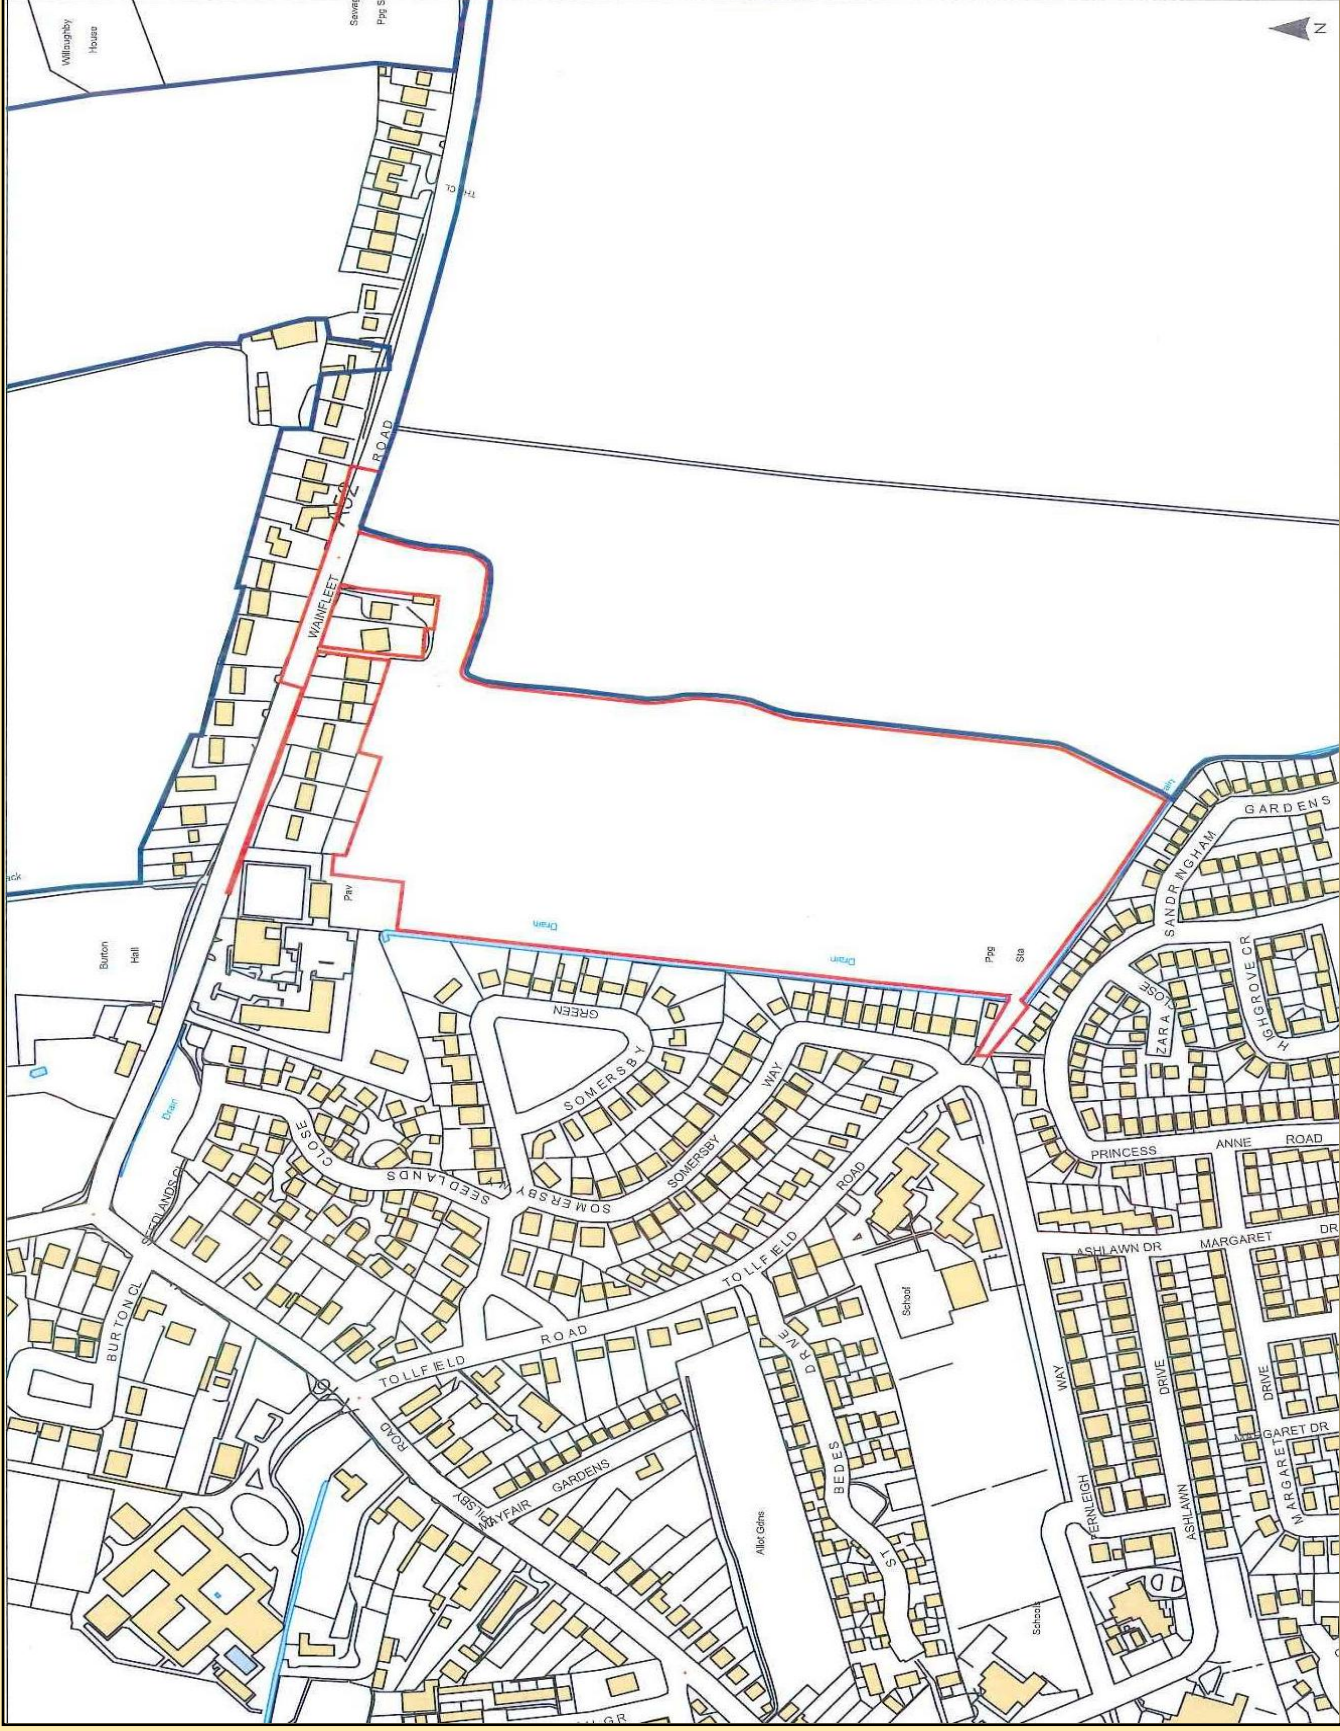 Willoughby
House
Ppg S
N
ROAD
A52
WAINFLEET
Pav
Burton
Hall
Drain
Drain
Drain
Ppg
Sta
GARDENS
SANDRINGHAM
HIGHGROVE CR
ZARA
CLOSE
GREEN
SOMERSBY
WAY
SOMERSBY
CLOSE
SEEDLANDS
SOMERSBY
SEEDLANDS CL
PRINCESS
ANNE
ROAD
ROAD
TOLLFIELD
ASHLAWN DR
MARGARET
DR
School
BURTON CL
ROAD
TOLLFIELD
DRIVE
WAY
DRIVE
DRIVE
MARGARET DR
ROAD
GARDENS
MAYFAIR
BEDES
ST
Allot Gdns
FERNLEIGH
ASHLAWN
MARGARET
Schools
GR